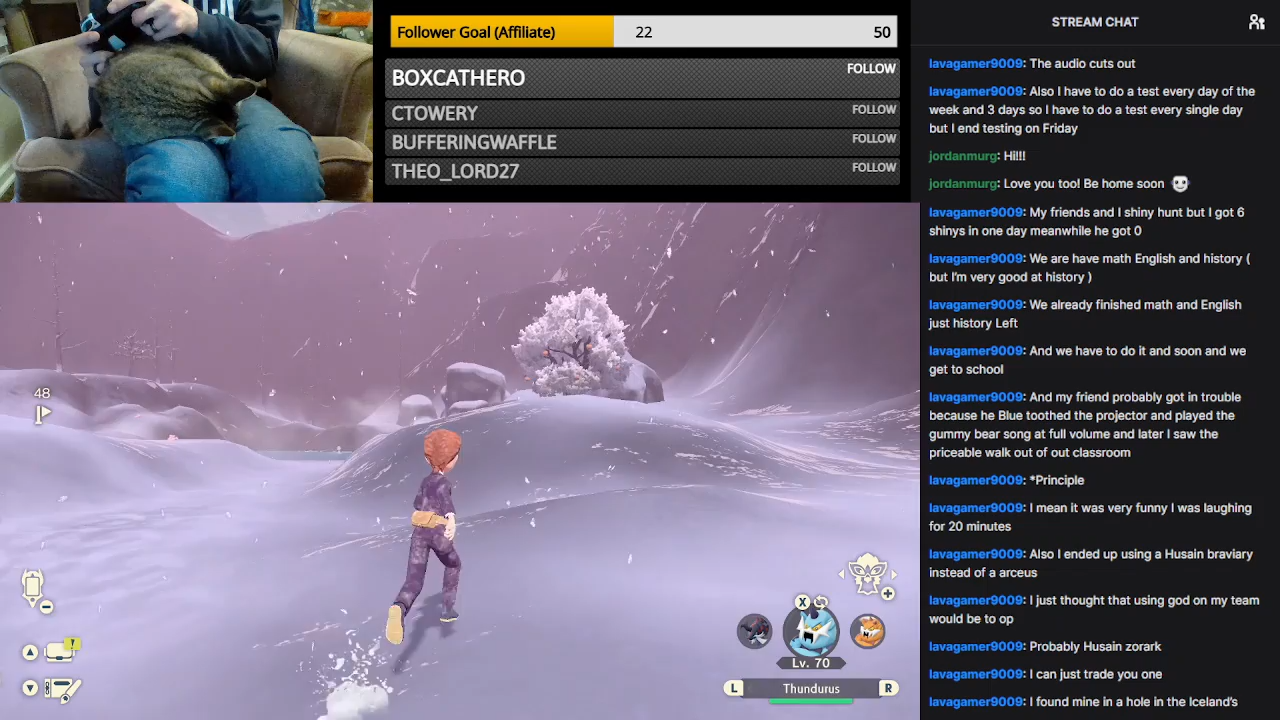 Follower Goal (Affiliate)
22
50
BOXCATHERO
FOLLOW
CTOWERY
FOLLOW
BUFFERINGWAFFLE
FOLLOW
THEO_LORD27
FOLLOW
48
X
Lv. 70
L
Thundurus
R
STREAM CHAT
lavagamer9009: The audio cuts out
lavagamer9009: Also I have to do a test every day of the
week and 3 days so I have to do a test every single day
but I end testing on Friday
jordanmurg: Hi!!!
jordanmurg: Love you too! Be home soon
lavagamer9009: My friends and I shiny hunt but I got 6
shinys in one day meanwhile he got 0
lavagamer9009: We are have math English and history (
but I'm very good at history )
lavagamer9009: We already finished math and English
just history Left
lavagamer9009: And we have to do it and soon and we
get to school
lavagamer9009: And my friend probably got in trouble
because he Blue toothed the projector and played the
gummy bear song at full volume and later I saw the
priceable walk out of out classroom
lavagamer9009: *Principle
lavagamer9009: I mean it was very funny I was laughing
for 20 minutes
lavagamer9009: Also I ended up using a Husain braviary
instead of a arceus
lavagamer9009: I just thought that using god on my team
would be to op
lavagamer9009: Probably Husain zorark
lavagamer9009: I can just trade you one
lavagamer9009: I found mine in a hole in the Iceland's